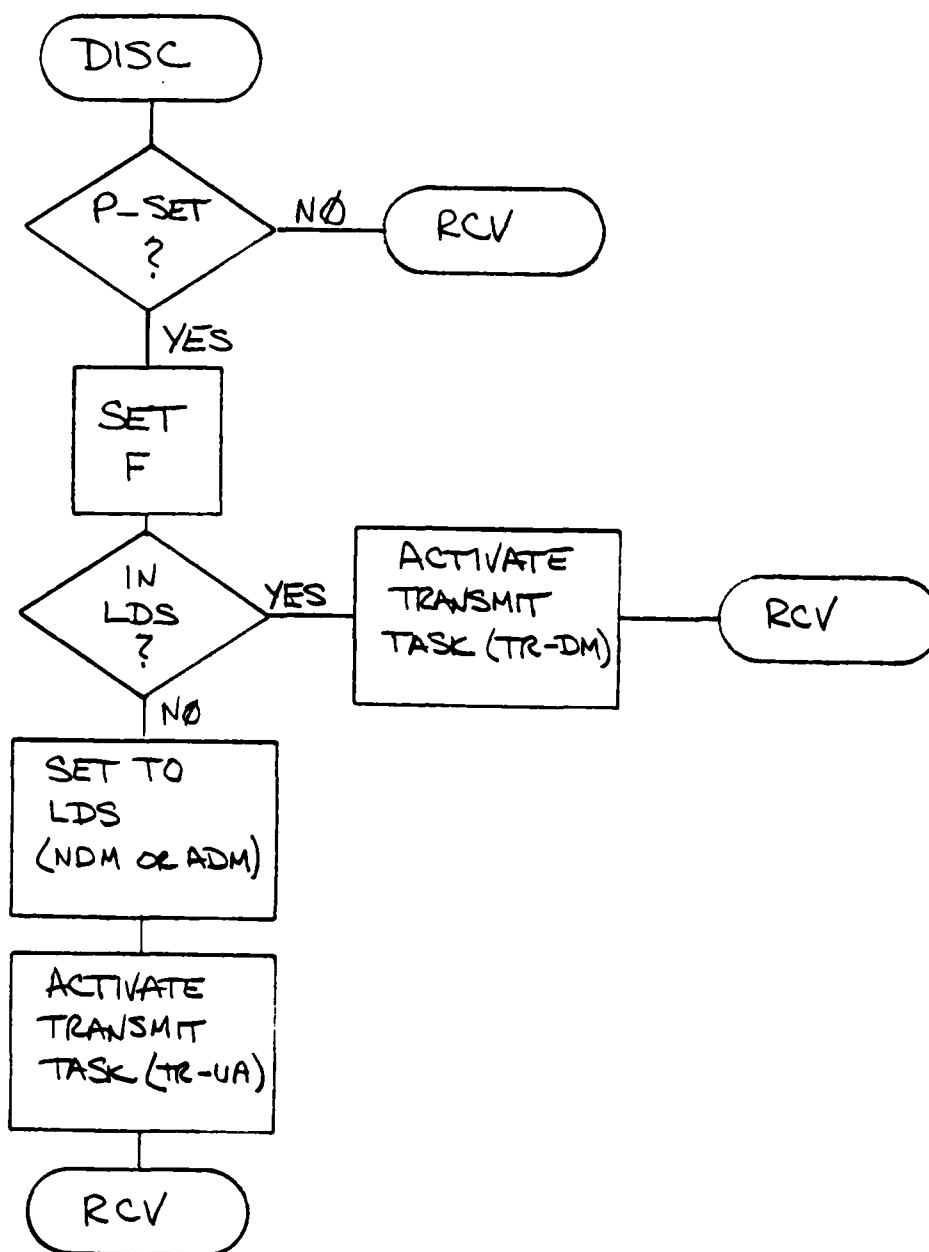 DISC
P-SET
?
NØ
RCV
YES
SET
F
IN
LDS
?
YES
ACTIVATE
TRANSMIT
TASK (TR-DM)
RCV
NØ
SET TO
LDS
(NDM OR ADM)
ACTIVATE
TRANSMIT
TASK (TR-UA)
RCV